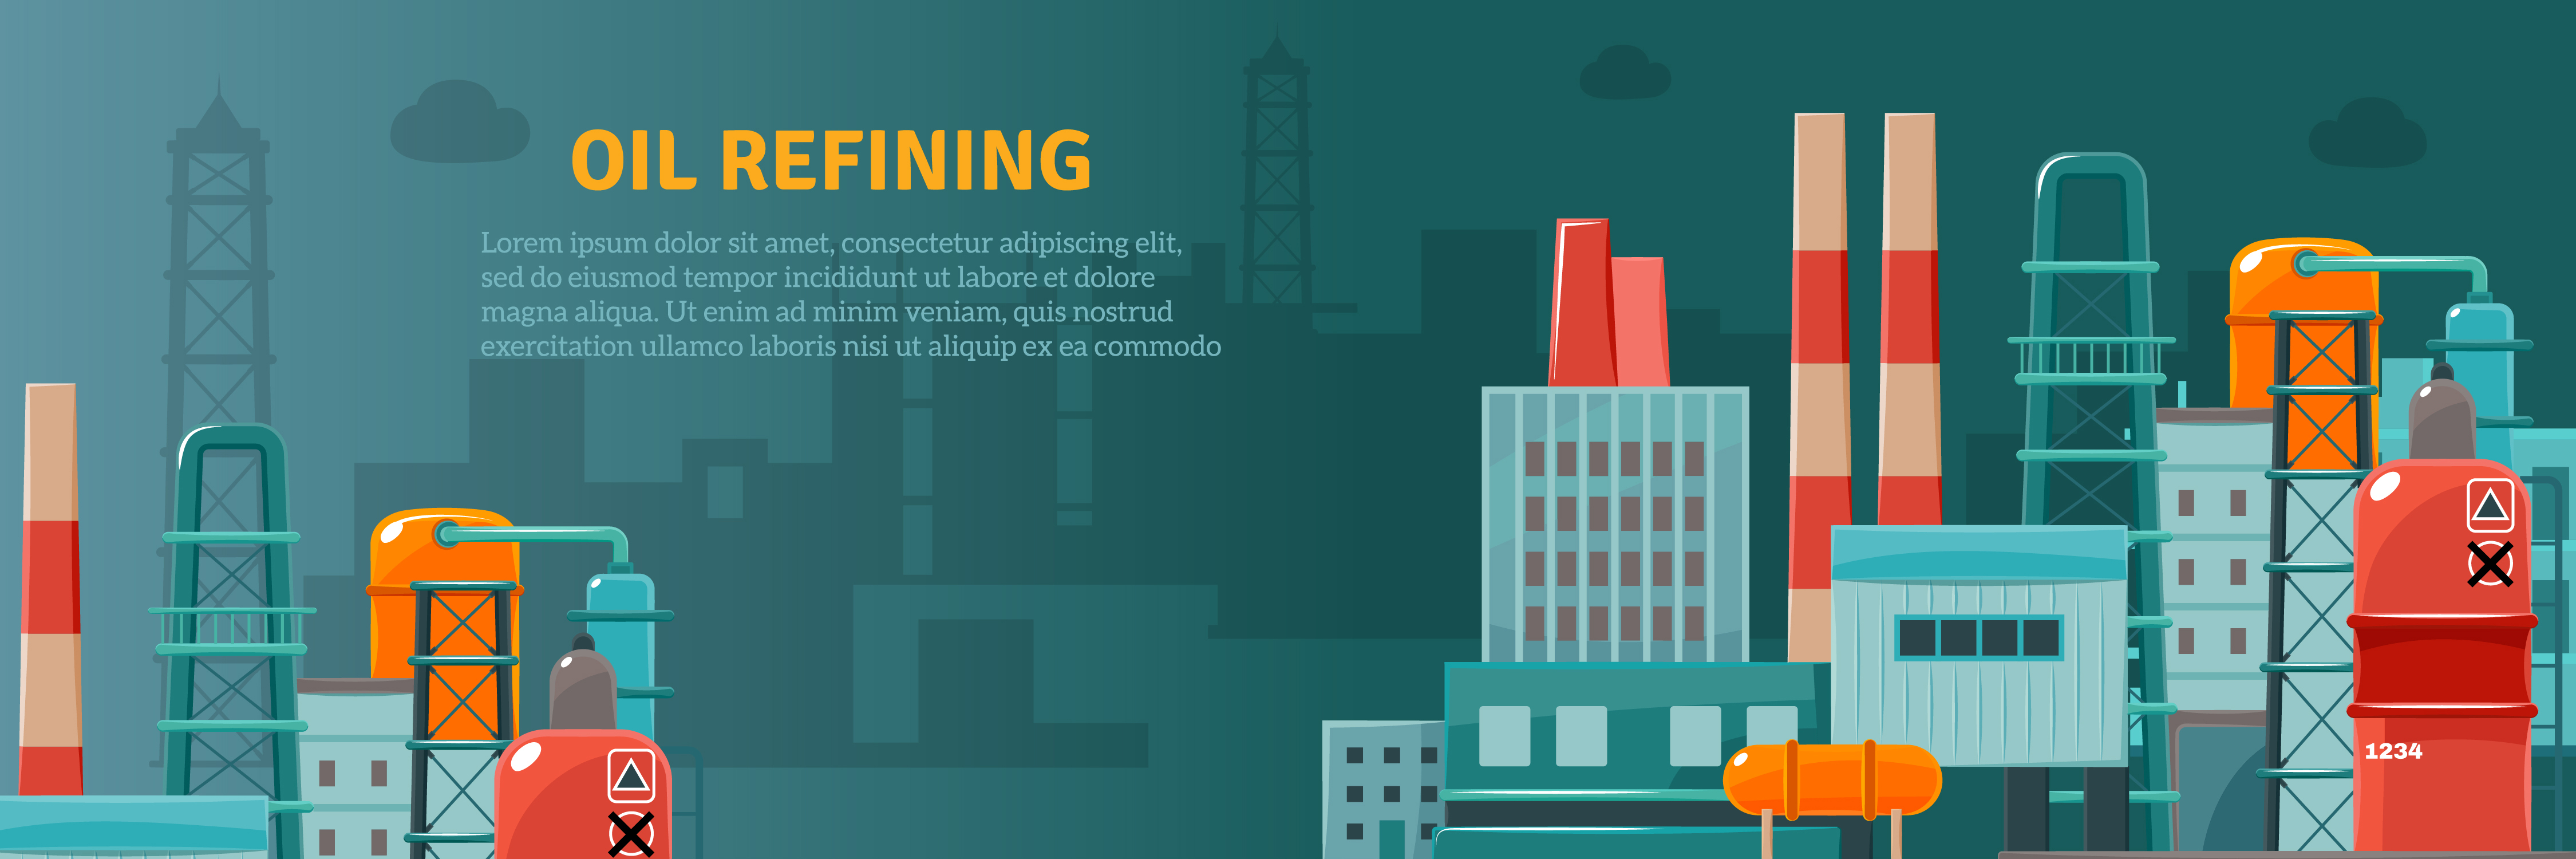 OIL REFINING
Lorem ipsum dolor sit amet, consectetur adipiscing elit,
sed do eiusmod tempor incididunt ut labore et dolore
magna aliqua. Ut enim ad minim veniam, quis nostrud
exercitation ullamco laboris nisi ut aliquip ex ea commodo
1234